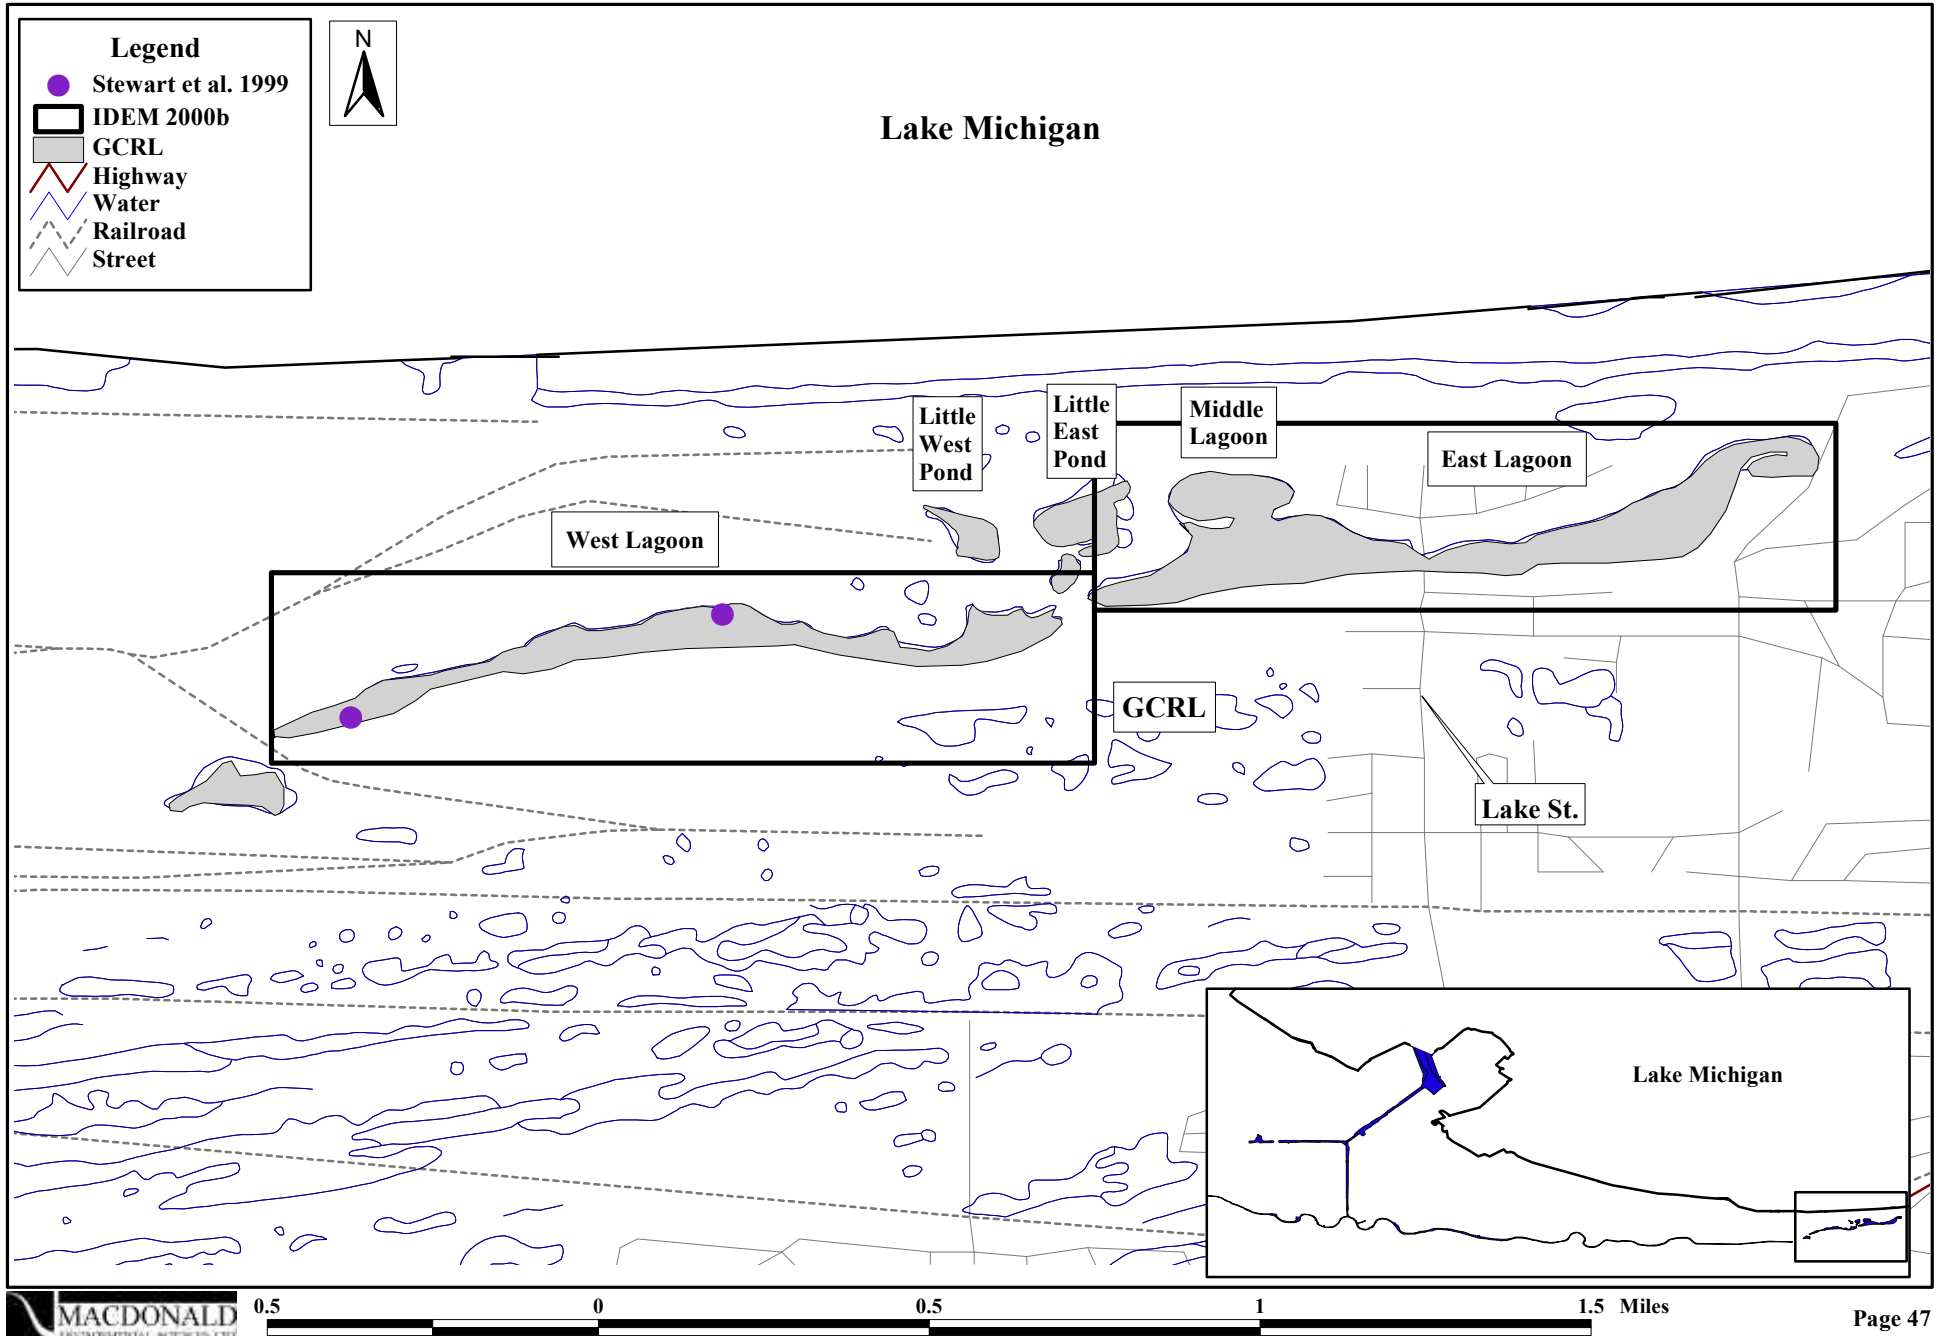 Legend
Stewart et al. 1999
IDEM 2000b
GCRL
Highway
Water
Railroad
Street
N
Lake Michigan
Little
West
Pond
Little
East
Pond
Middle
Lagoon
East Lagoon
West Lagoon
GCRL
Lake St.
Lake Michigan
MACDONALD
0.5 0 0.5 1 1.5 Miles
Page 47